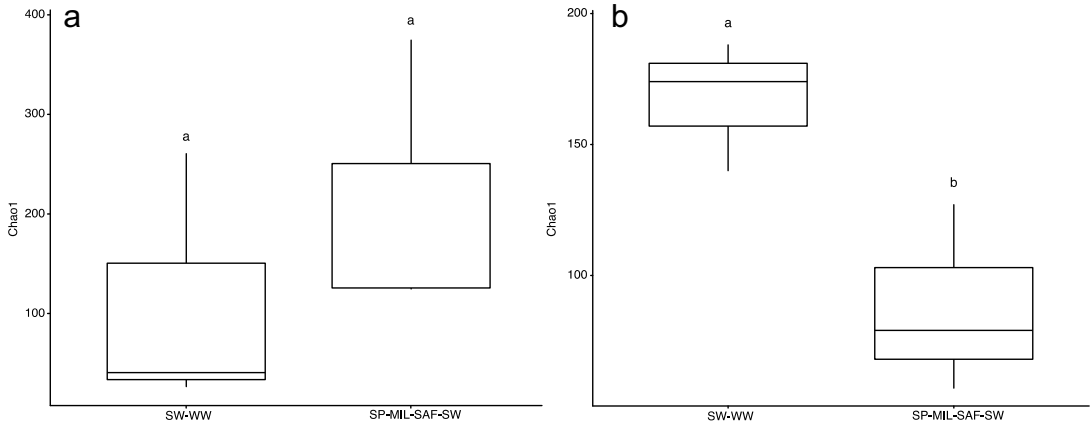 a
400
300
200
100
Chao1
a
a
SW-WW
SP-MIL-SAF-SW
b
200
150
100
Chao1
a
b
SW-WW
SP-MIL-SAF-SW